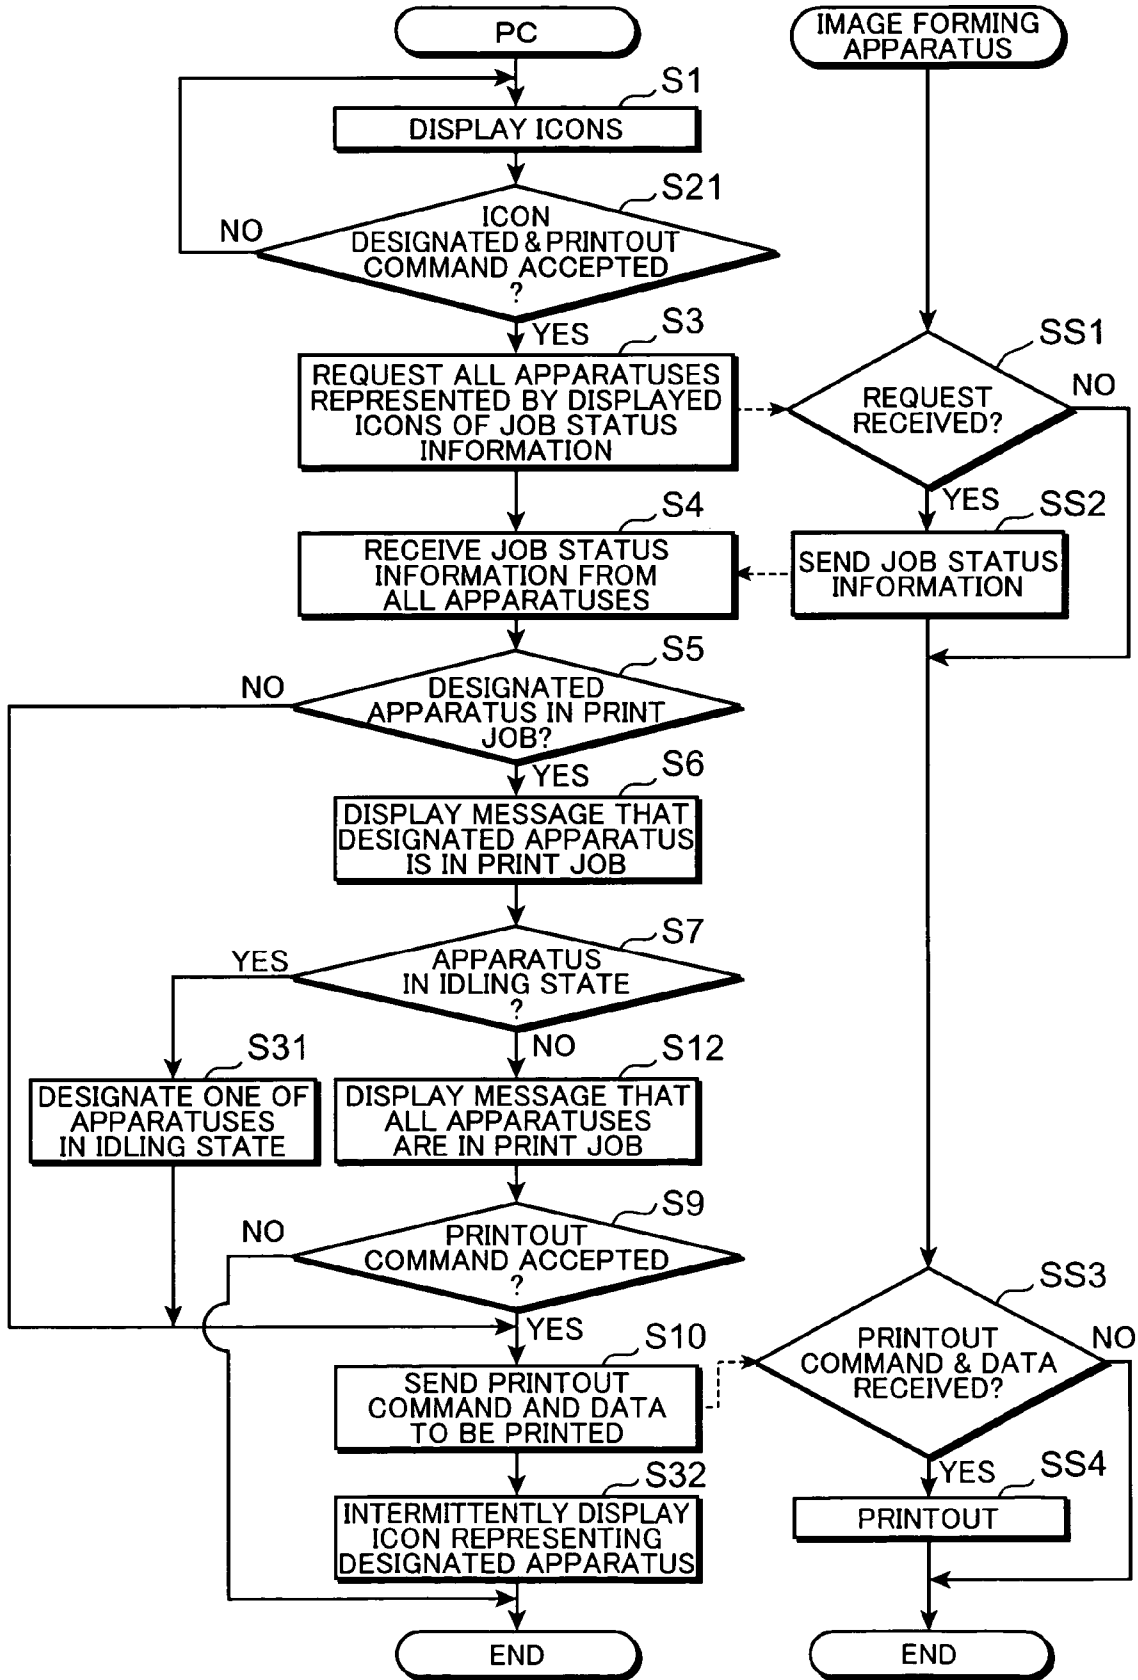 PC
IMAGE FORMING
APPARATUS
S1
DISPLAY ICONS
S21
ICON
DESIGNATED & PRINTOUT
COMMAND ACCEPTED
?
NO
YES
S3
REQUEST ALL APPARATUSES
REPRESENTED BY DISPLAYED
ICONS OF JOB STATUS
INFORMATION
SS1
REQUEST
RECEIVED?
NO
YES
S4
RECEIVE JOB STATUS
INFORMATION FROM
ALL APPARATUSES
SS2
SEND JOB STATUS
INFORMATION
S5
DESIGNATED
APPARATUS IN PRINT
JOB?
NO
YES
S6
DISPLAY MESSAGE THAT
DESIGNATED APPARATUS
IS IN PRINT JOB
S7
APPARATUS
IN IDLING STATE
?
YES
NO
S31
DESIGNATE ONE OF
APPARATUSES
IN IDLING STATE
S12
DISPLAY MESSAGE THAT
ALL APPARATUSES
ARE IN PRINT JOB
S9
PRINTOUT
COMMAND ACCEPTED
?
NO
YES
S10
SEND PRINTOUT
COMMAND AND DATA
TO BE PRINTED
SS3
PRINTOUT
COMMAND & DATA
RECEIVED?
NO
YES
S32
INTERMITTENTLY DISPLAY
ICON REPRESENTING
DESIGNATED APPARATUS
SS4
PRINTOUT
END
END